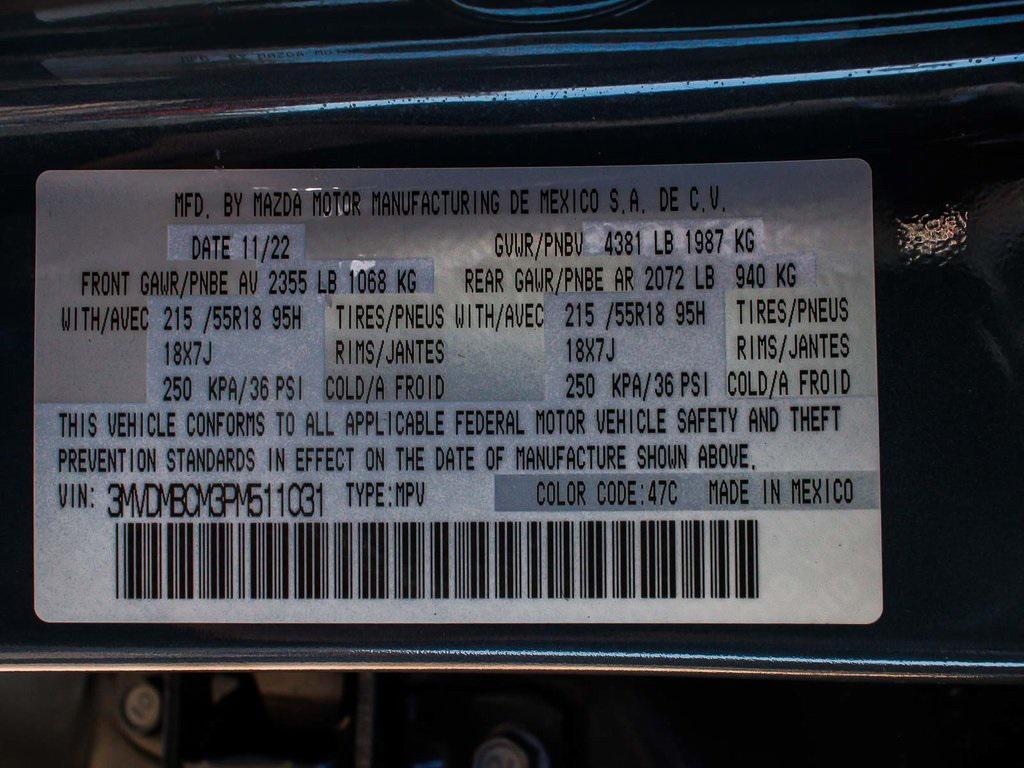 MFD. BY MAZDA MOTOR MANUFACTURING DE MEXICO S.A. DE C.V.
DATE 11/22 GVWR/PNBV 4381 LB 1987 KG
FRONT GAWR/PNBE AV 2355 LB 1068 KG REAR GAWR/PNBE AR 2072 LB 940 KG
WITH/AVEC 215 /55R18 95H TIRES/PNEUS WITH/AVEC 215 /55R18 95H TIRES/PNEUS
18X7J RIMS/JANTES 18X7J RIMS/JANTES
250 KPA/36 PSI COLD/A FROID 250 KPA/36 PSI COLD/A FROID
THIS VEHICLE CONFORMS TO ALL APPLICABLE FEDERAL MOTOR VEHICLE SAFETY AND THEFT
PREVENTION STANDARDS IN EFFECT ON THE DATE OF MANUFACTURE SHOWN ABOVE.
VIN: 3MVDMBCM3PM511031 TYPE:MPV COLOR CODE:47C MADE IN MEXICO